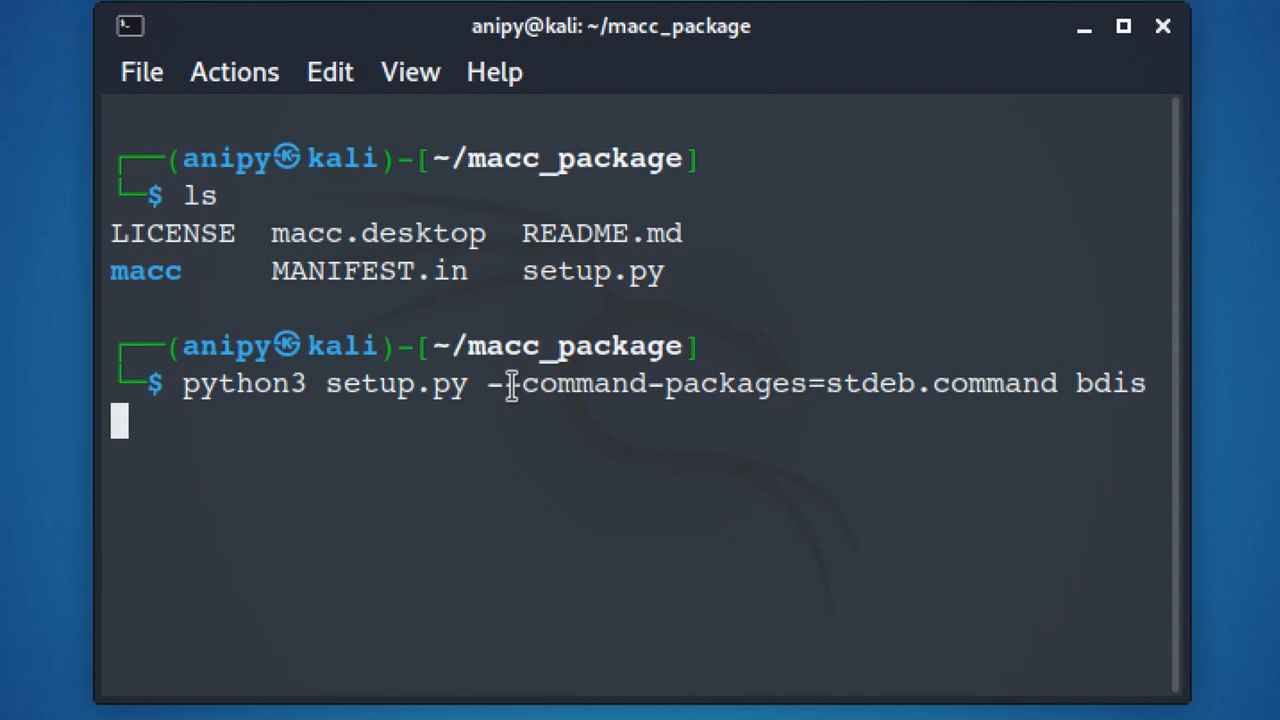 anipy@kali: ~/macc_package
File Actions Edit View Help
┌──(anipy㉿kali)-[~/macc_package]
└─$ ls
LICENSE macc.desktop README.md
macc MANIFEST.in setup.py
┌──(anipy㉿kali)-[~/macc_package]
└─$ python3 setup.py --command-packages=stdeb.command bdis